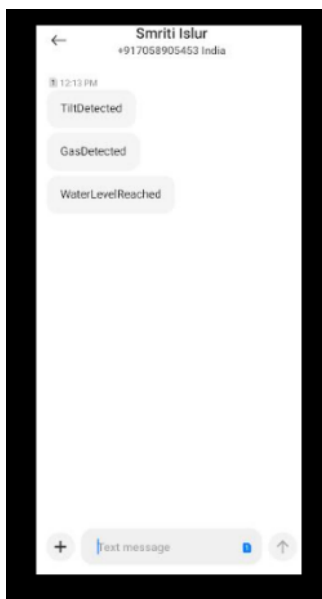 Smriti Islur
+917058905453 India
12:13 PM
TiltDetected
GasDetected
WaterLevelReached
Text message